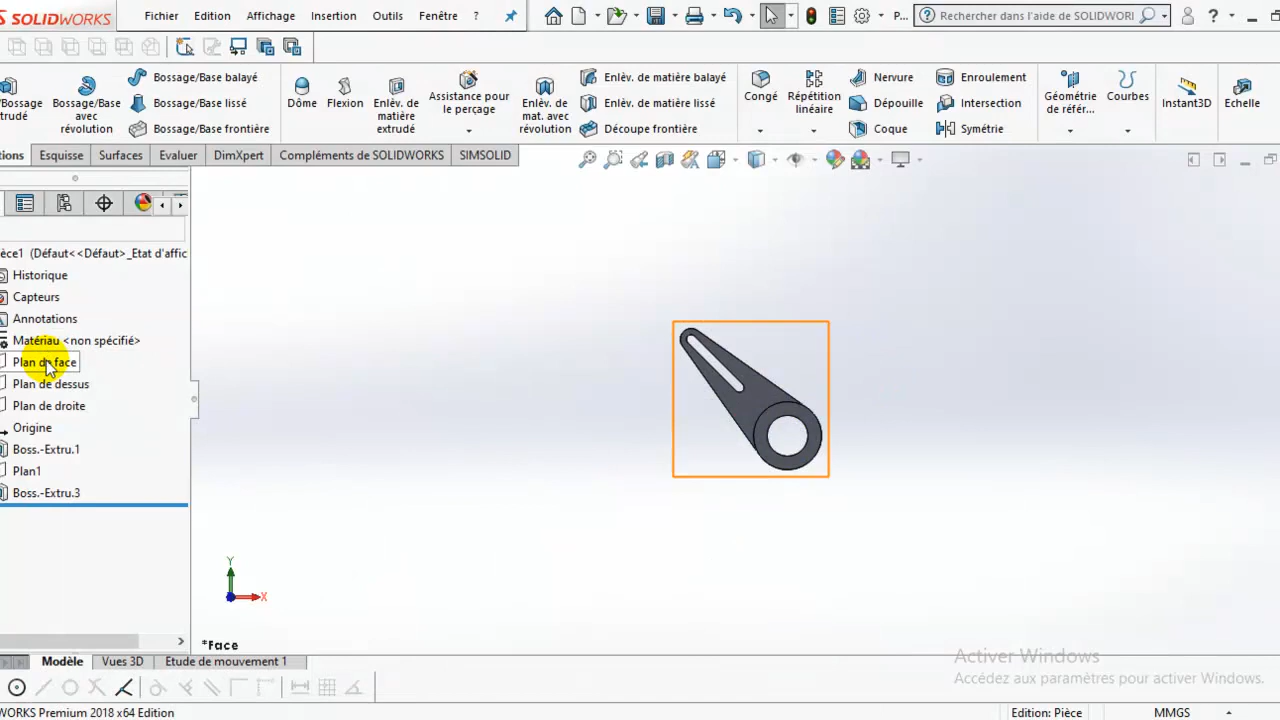 SOLIDWORKS Fichier Edition Affichage Insertion Outils Fenêtre ? P... Rechercher dans l'aide de SOLIDWORKS ?
Bossage/Base balayé
Bossage/Base lissé
Bossage/Base frontière
Bossage/Base avec révolution
Dôme
Flexion
Enlèv. de matière extrudé
Assistance pour le perçage
Enlèv. de mat. avec révolution
Enlèv. de matière balayé
Enlèv. de matière lissé
Découpe frontière
Congé
Répétition linéaire
Nervure
Dépouille
Coque
Enroulement
Intersection
Symétrie
Géométrie de référ...
Courbes
Instant3D
Echelle
tions Esquisse Surfaces Evaluer DimXpert Compléments de SOLIDWORKS SIMSOLID
ièce1 (Défaut<<Défaut>_Etat d'affic
Historique
Capteurs
Annotations
Matériau <non spécifié>
Plan de face
Plan de dessus
Plan de droite
Origine
Boss.-Extru.1
Plan1
Boss.-Extru.3
Y
X
*Face
Activer Windows
Accédez aux paramètres pour activer Windows.
Modèle Vues 3D Etude de mouvement 1
WORKS Premium 2018 x64 Edition Edition: Pièce MMGS